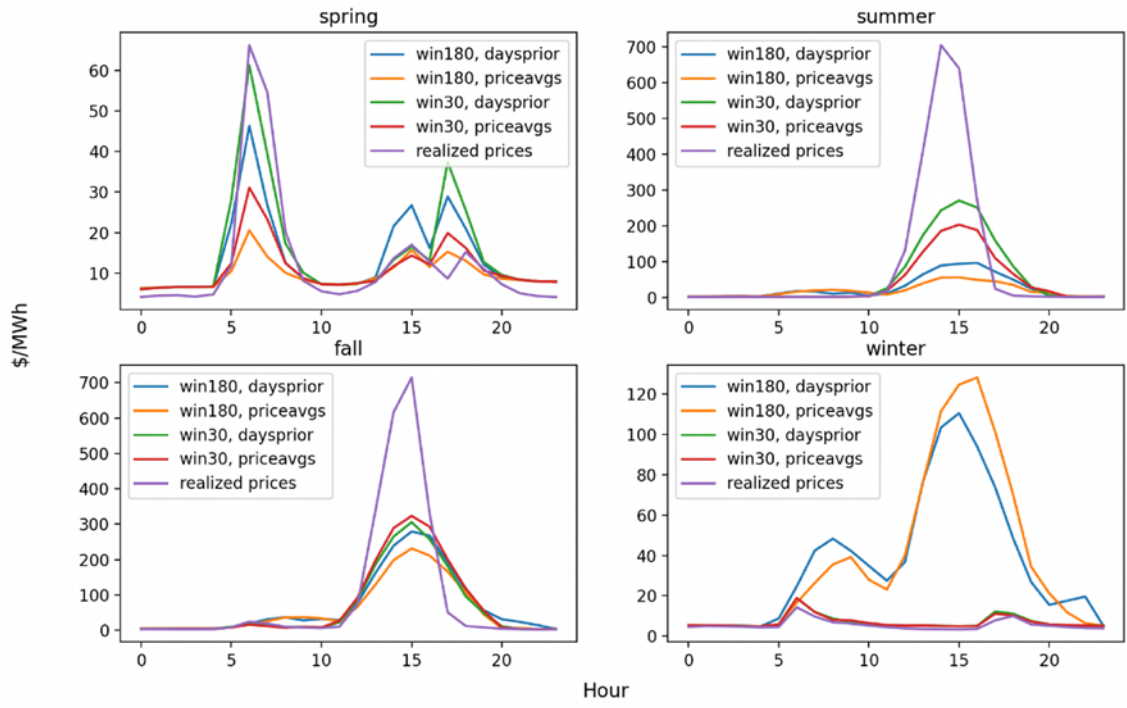 spring
win180, daysprior
win180, priceavgs
win30, daysprior
win30, priceavgs
realized prices
60
50
40
30
20
10
0 5 10 15 20
summer
win180, daysprior
win180, priceavgs
win30, daysprior
win30, priceavgs
realized prices
700
600
500
400
300
200
100
0
0 5 10 15 20
$/MWh
fall
win180, daysprior
win180, priceavgs
win30, daysprior
win30, priceavgs
realized prices
700
600
500
400
300
200
100
0
0 5 10 15 20
winter
win180, daysprior
win180, priceavgs
win30, daysprior
win30, priceavgs
realized prices
120
100
80
60
40
20
0
0 5 10 15 20
Hour